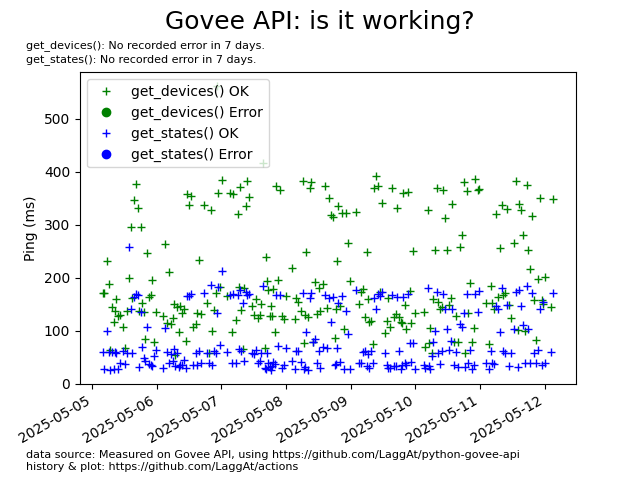 Govee API: is it working?
get_devices(): No recorded error in 7 days.
get_states(): No recorded error in 7 days.
get_devices() OK
get_devices() Error
get_states() OK
get_states() Error
Ping (ms)
500
400
300
200
100
0
2025-05-05
2025-05-06
2025-05-07
2025-05-08
2025-05-09
2025-05-10
2025-05-11
2025-05-12
data source: Measured on Govee API, using https://github.com/LaggAt/python-govee-api
history & plot: https://github.com/LaggAt/actions